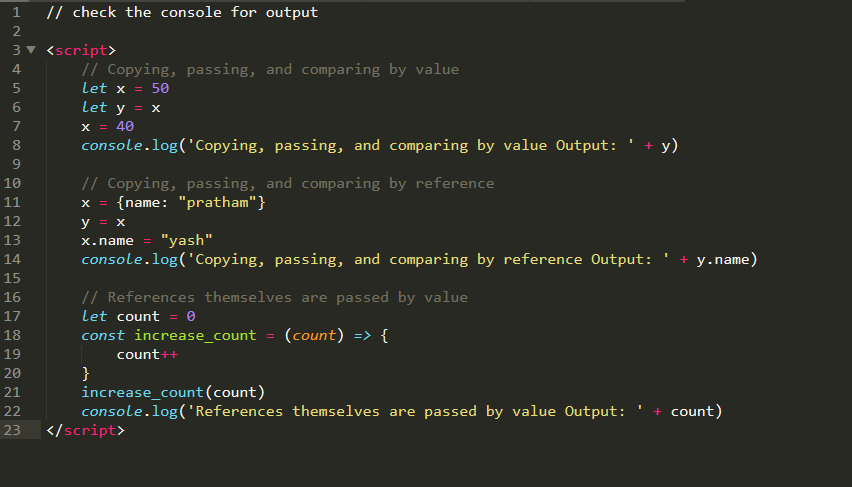 1 // check the console for output
2
3 <script>
4 // Copying, passing, and comparing by value
5 let x = 50
6 let y = x
7 x = 40
8 console.log('Copying, passing, and comparing by value Output: ' + y)
9
10 // Copying, passing, and comparing by reference
11 x = {name: "pratham"}
12 y = x
13 x.name = "yash"
14 console.log('Copying, passing, and comparing by reference Output: ' + y.name)
15
16 // References themselves are passed by value
17 let count = 0
18 const increase_count = (count) => {
19 count++
20 }
21 increase_count(count)
22 console.log('References themselves are passed by value Output: ' + count)
23 </script>